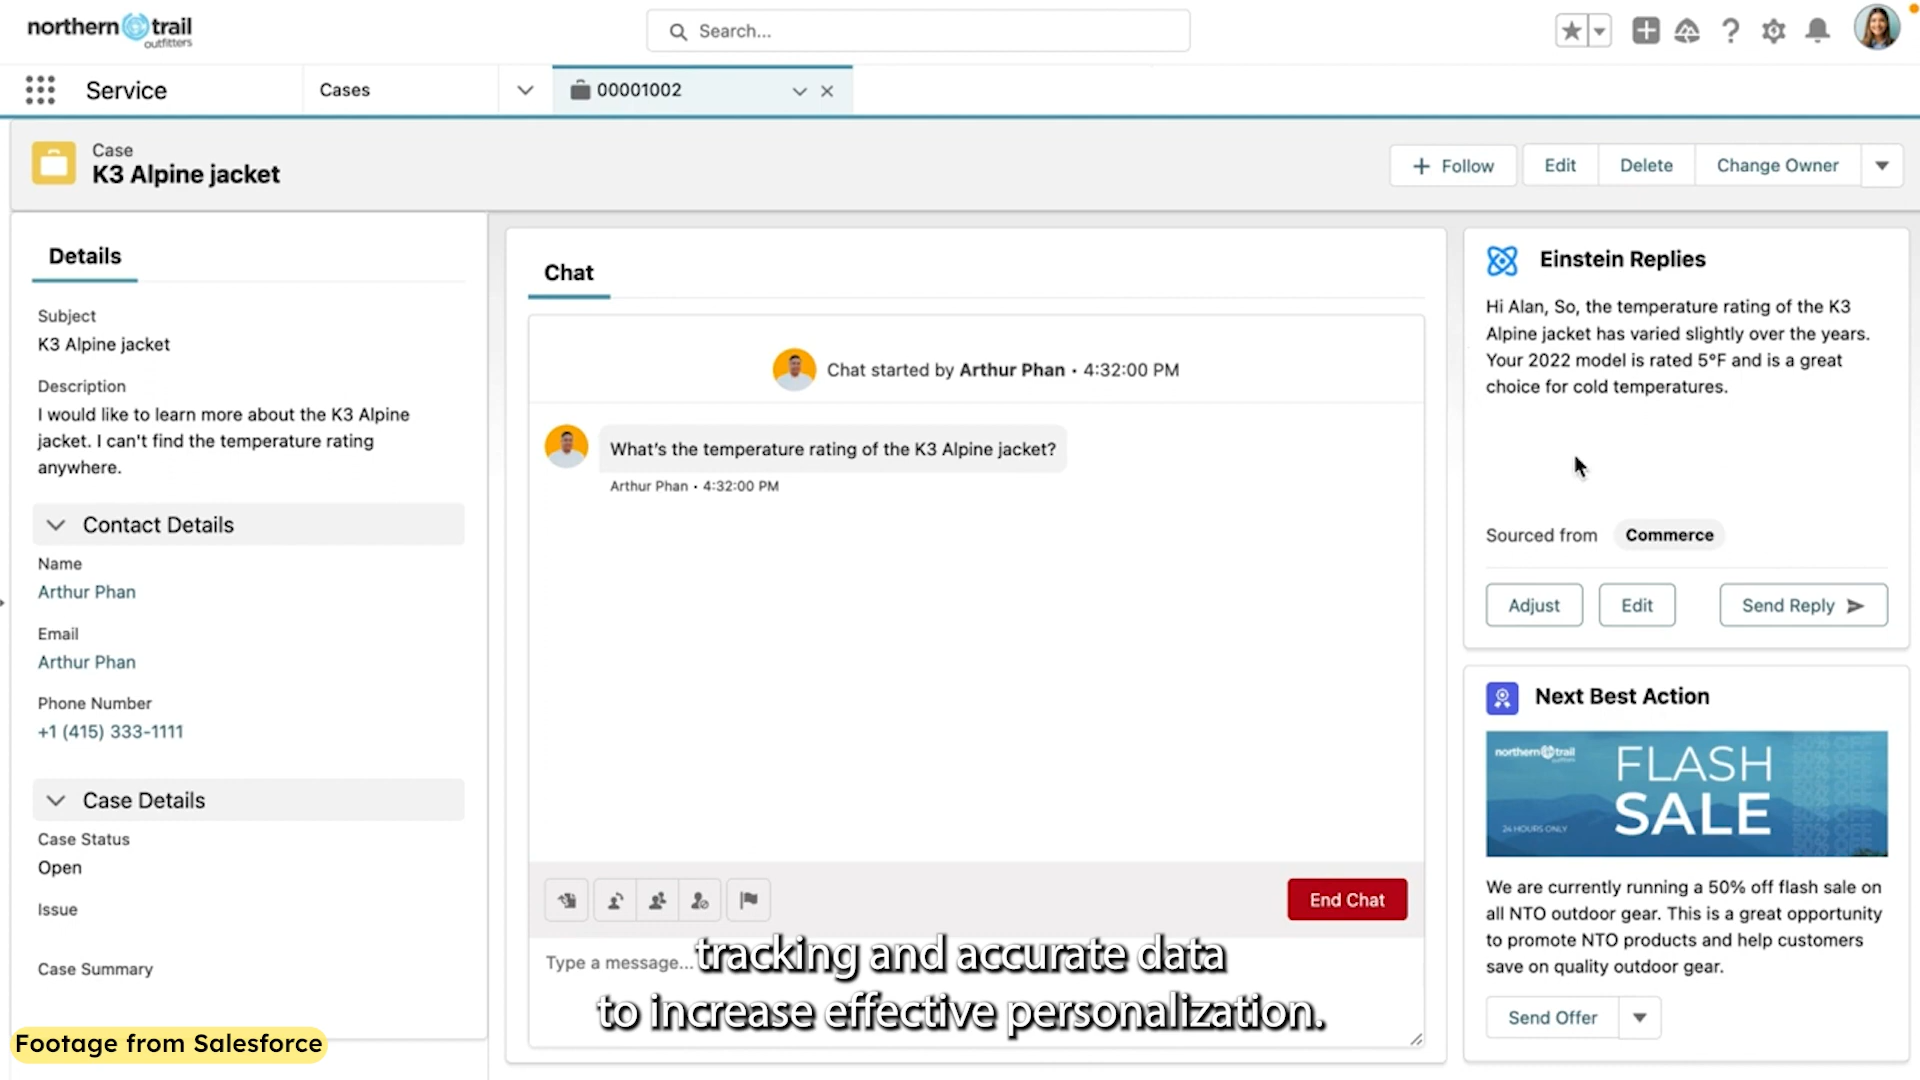 northern trail
outfitters
Search...
Service
Cases
00001002
Case
K3 Alpine jacket
Follow
Edit
Delete
Change Owner
Details
Subject
K3 Alpine jacket
Description
I would like to learn more about the K3 Alpine
jacket. I can't find the temperature rating
anywhere.
Contact Details
Name
Arthur Phan
Email
Arthur Phan
Phone Number
+1 (415) 333-1111
Case Details
Case Status
Open
Issue
Case Summary
Chat
Chat started by Arthur Phan • 4:32:00 PM
What's the temperature rating of the K3 Alpine jacket?
Arthur Phan • 4:32:00 PM
End Chat
Type a message...
Einstein Replies
Hi Alan, So, the temperature rating of the K3
Alpine jacket has varied slightly over the years.
Your 2022 model is rated 5°F and is a great
choice for cold temperatures.
Sourced from Commerce
Adjust
Edit
Send Reply
Next Best Action
northern trail
outfitters
FLASH
SALE
24 HOURS ONLY
We are currently running a 50% off flash sale on
all NTO outdoor gear. This is a great opportunity
to promote NTO products and help customers
save on quality outdoor gear.
Send Offer
tracking and accurate data
to increase effective personalization.
Footage from Salesforce